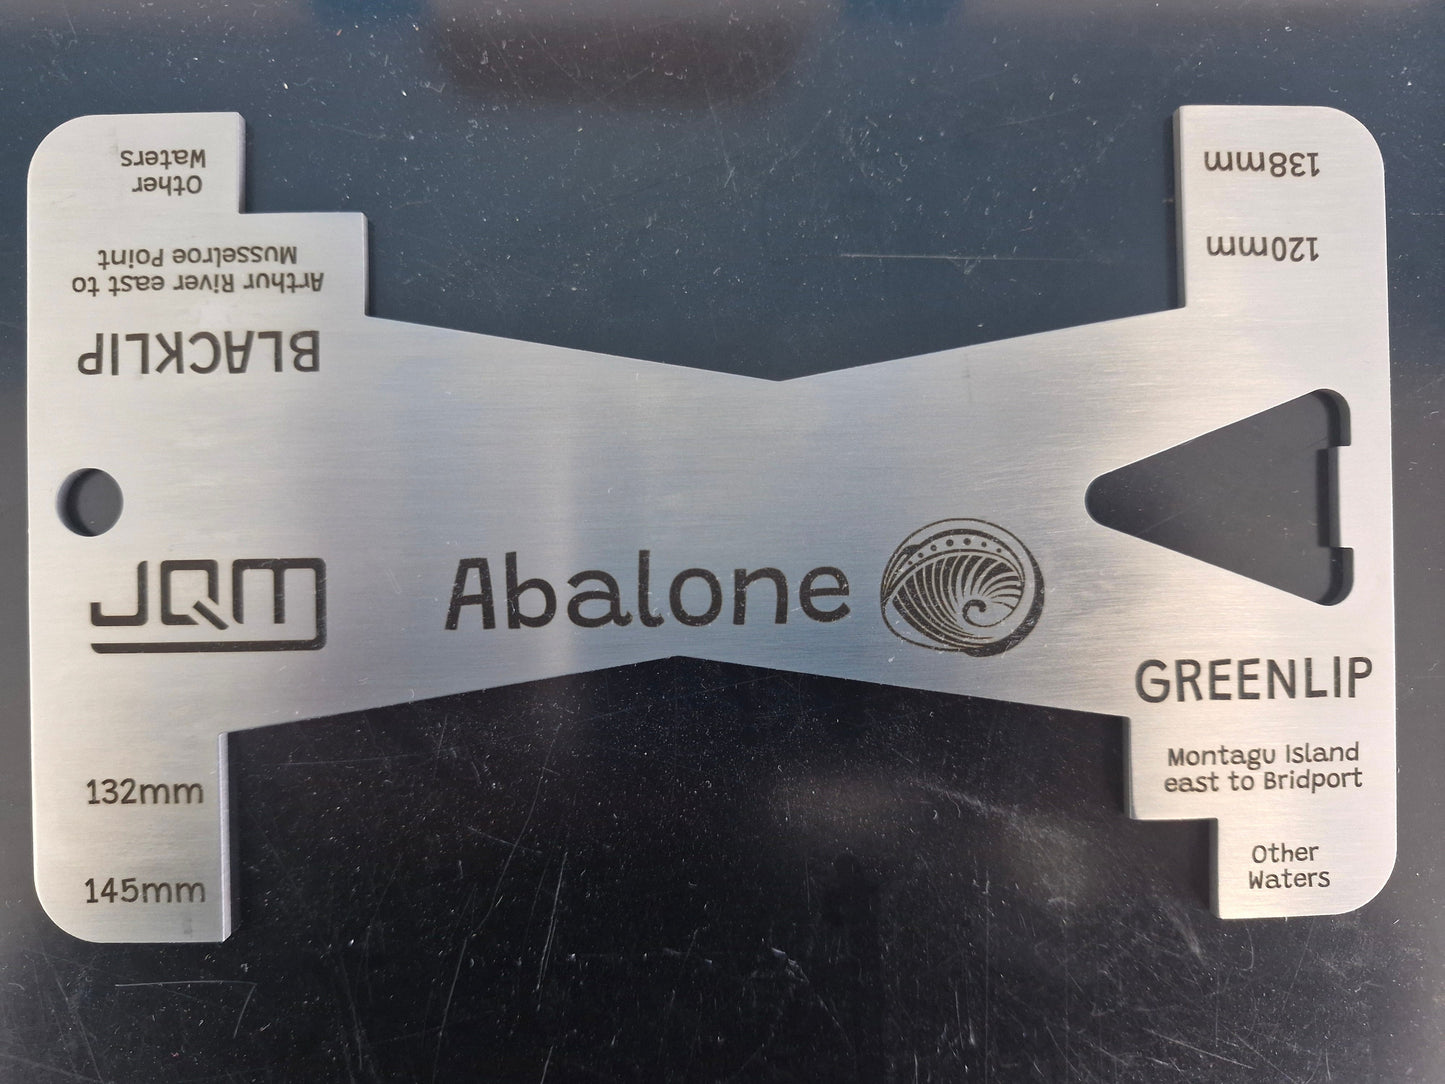 Abalone
JQM
GREENLIP
Montagu Island
east to Bridport
Other
Waters
132mm
145mm
BLACKLIP
Arthur River east to
Musselroe Point
Other
Waters
120mm
138mm